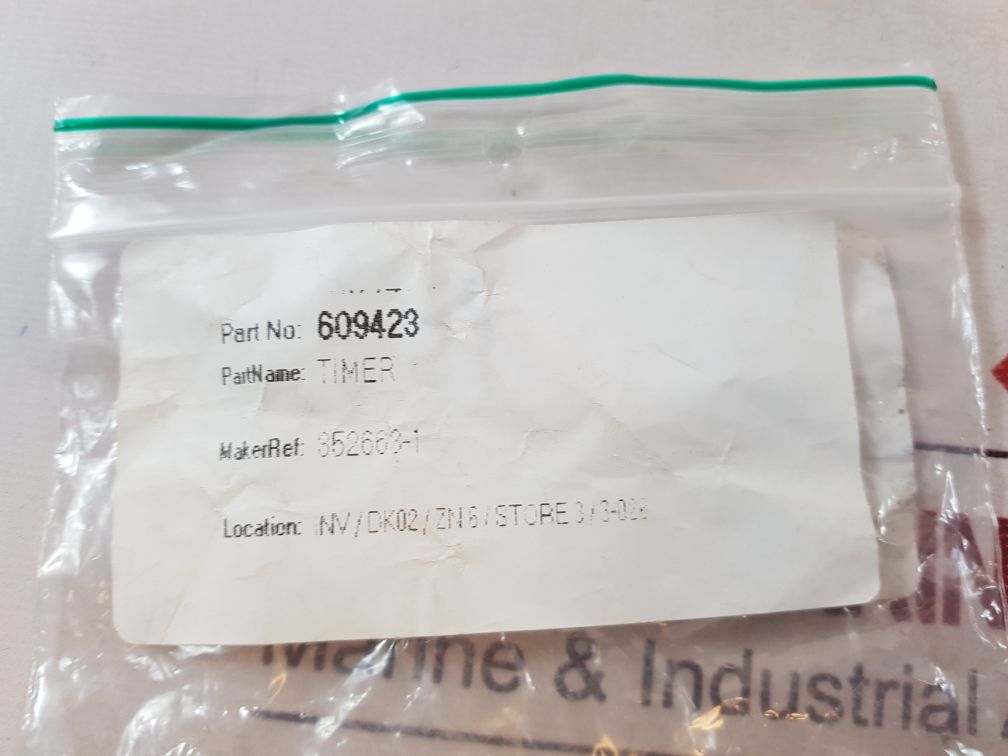 Part No: 609423
PartName: TIMER
MakerRef: 352663-1
Location: INV / DK02 / ZN 6 / STORE 3 / 3-026
Marine & Industrial